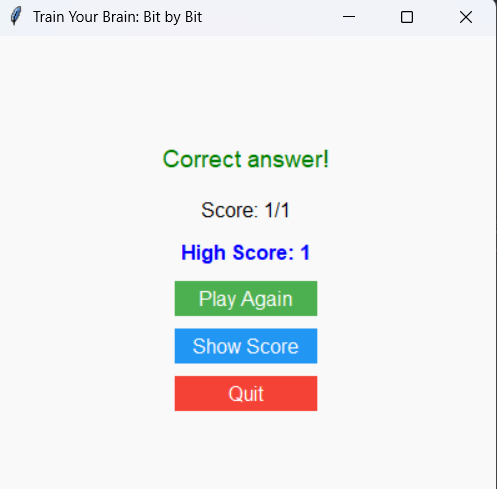 Train Your Brain: Bit by Bit
Correct answer!
Score: 1/1
High Score: 1
Play Again
Show Score
Quit